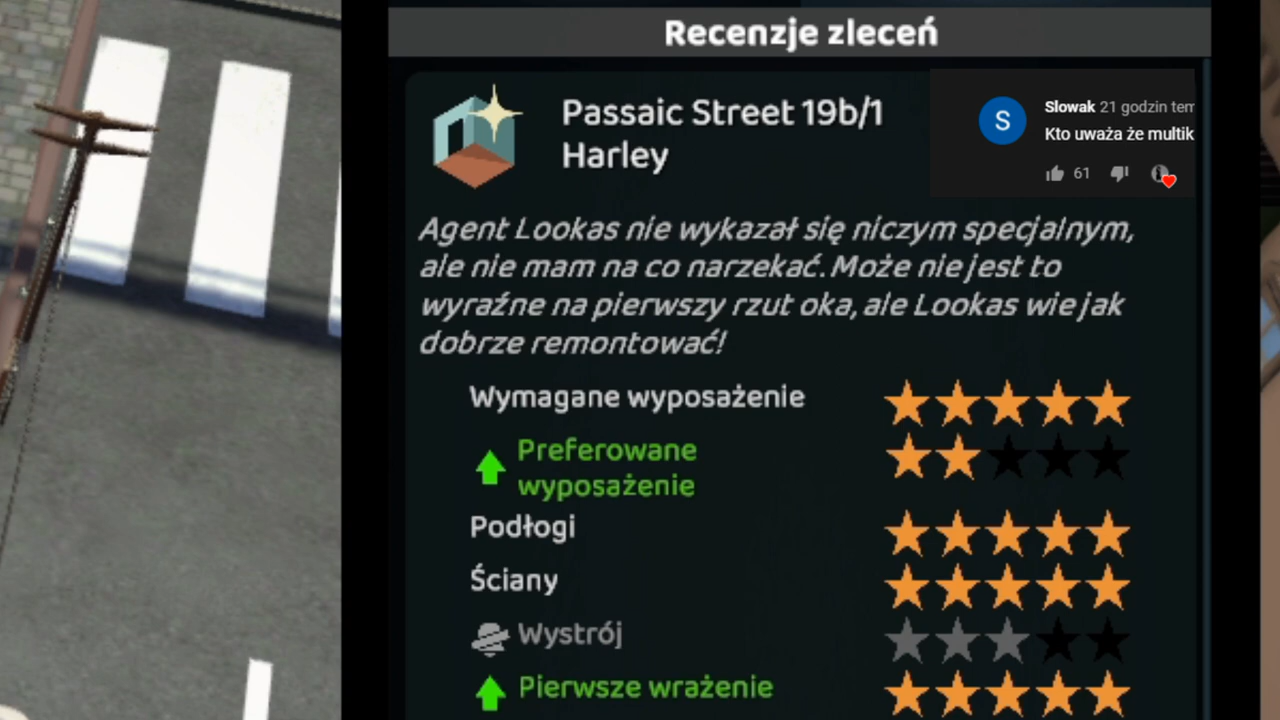 Recenzje zleceń
Passaic Street 19b/1
Harley
S
Slowak 21 godzin tem
Kto uważa że multik
61
Agent Lookas nie wykazał się niczym specjalnym,
ale nie mam na co narzekać. Może nie jest to
wyraźne na pierwszy rzut oka, ale Lookas wie jak
dobrze remontować!
Wymagane wyposażenie
Preferowane
wyposażenie
Podłogi
Ściany
Wystrój
Pierwsze wrażenie